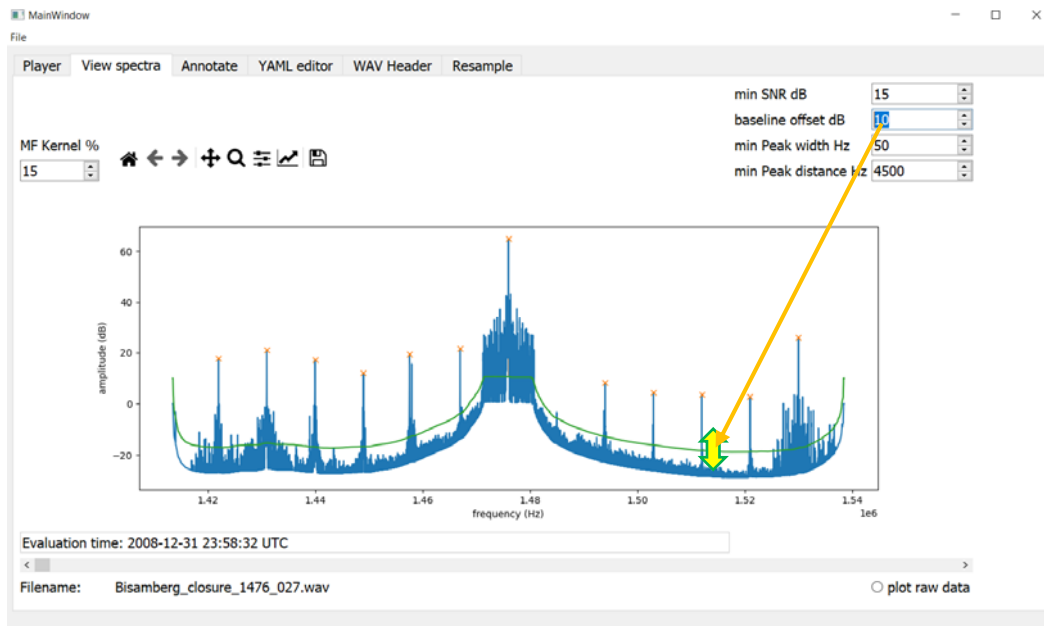 MainWindow
File
Player View spectra Annotate YAML editor WAV Header Resample
min SNR dB 15
baseline offset dB 10
MF Kernel % min Peak width Hz 50
15 min Peak distance Hz 4500
60
40
20
0
−20
amplitude (dB)
1.42 1.44 1.46 1.48 1.50 1.52 1.54
frequency (Hz) 1e6
Evaluation time: 2008-12-31 23:58:32 UTC
Filename: Bisamberg_closure_1476_027.wav plot raw data